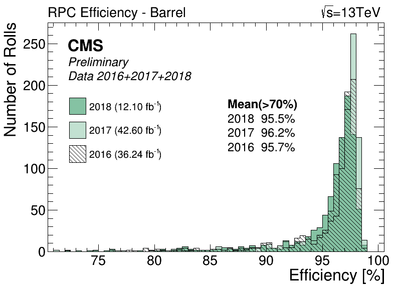 RPC Efficiency - Barrel
√s=13TeV
CMS
Preliminary
Data 2016+2017+2018
2018 (12.10 fb⁻¹)
2017 (42.60 fb⁻¹)
2016 (36.24 fb⁻¹)
Mean(>70%)
2018 95.5%
2017 96.2%
2016 95.7%
Number of Rolls
250
200
150
100
50
0
75 80 85 90 95 100
Efficiency [%]